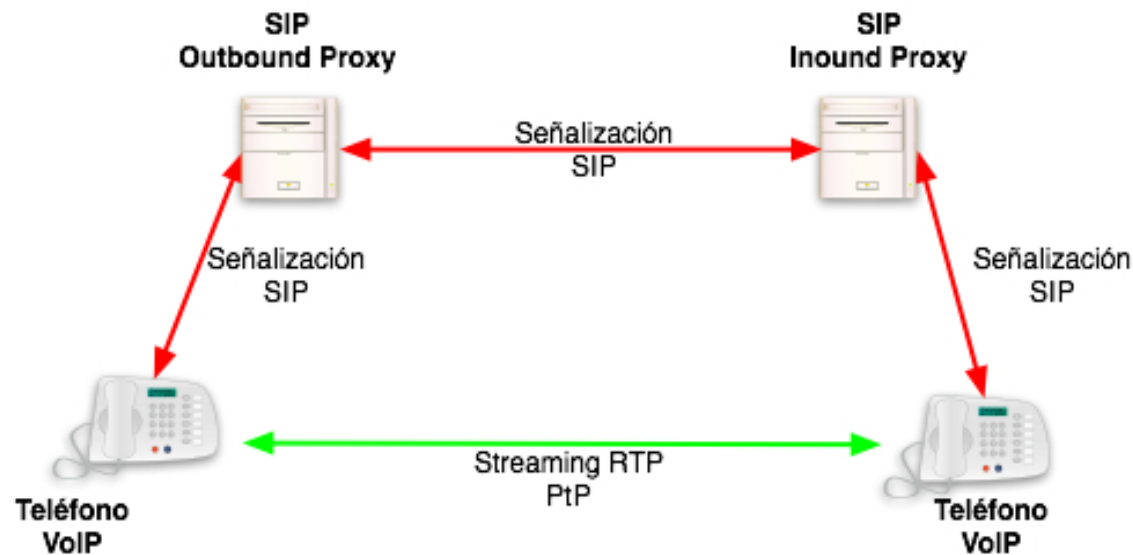 SIP
Outbound Proxy
SIP
Inound Proxy
Señalización
SIP
Señalización
SIP
Señalización
SIP
Streaming RTP
PtP
Teléfono
VoIP
Teléfono
VoIP